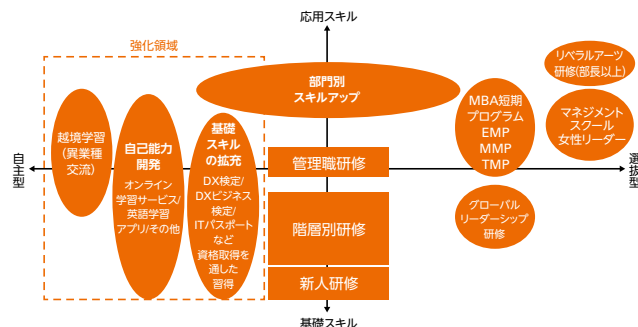 応用スキル
強化領域
部門別
スキルアップ
リベラルアーツ
研修(部長以上)
MBA短期
プログラム
EMP
MMP
TMP
マネジメント
スクール
女性リーダー
越境学習
(異業種
交流)
自己能力
開発
オンライン
学習サービス/
英語学習
アプリ/その他
基礎
スキル
の拡充
DX検定/
DXビジネス
検定/
ITパスポート
など
資格取得を
通した
習得
管理職研修
自主型
選抜型
階層別研修
グローバル
リーダーシップ
研修
新人研修
基礎スキル